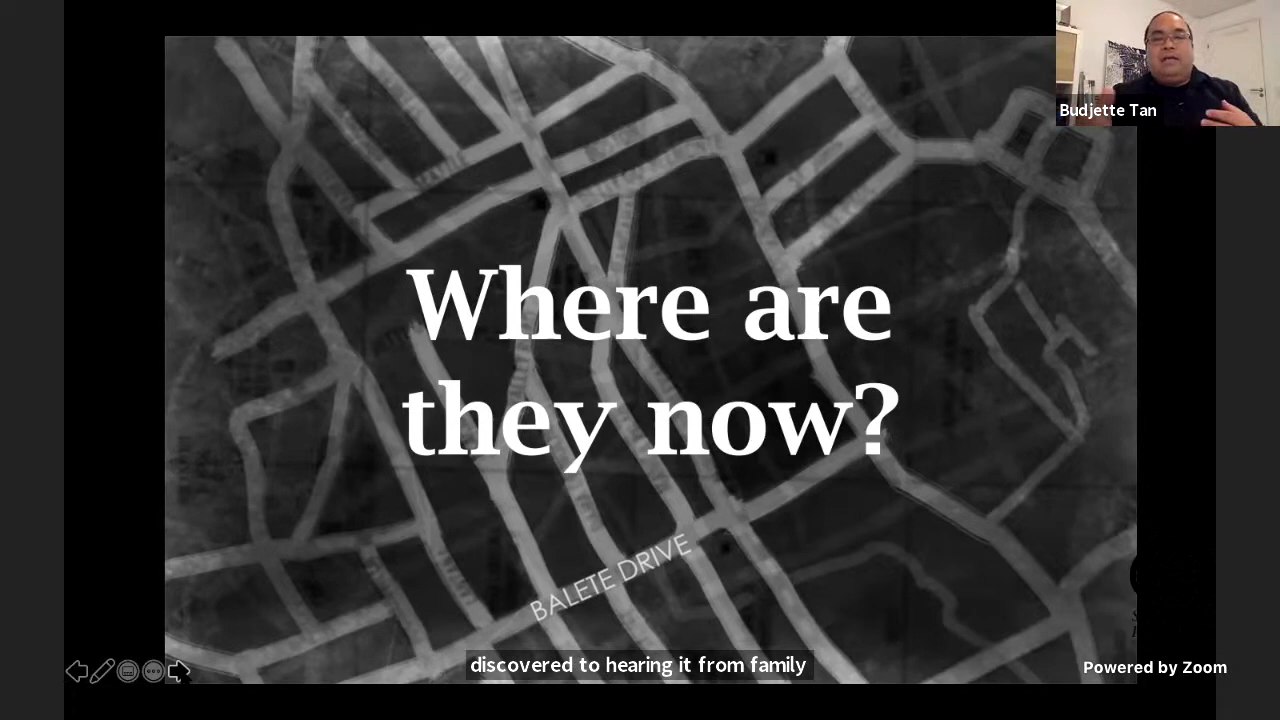 Budjette Tan
Where are
they now?
BALETE DRIVE
discovered to hearing it from family
Powered by Zoom